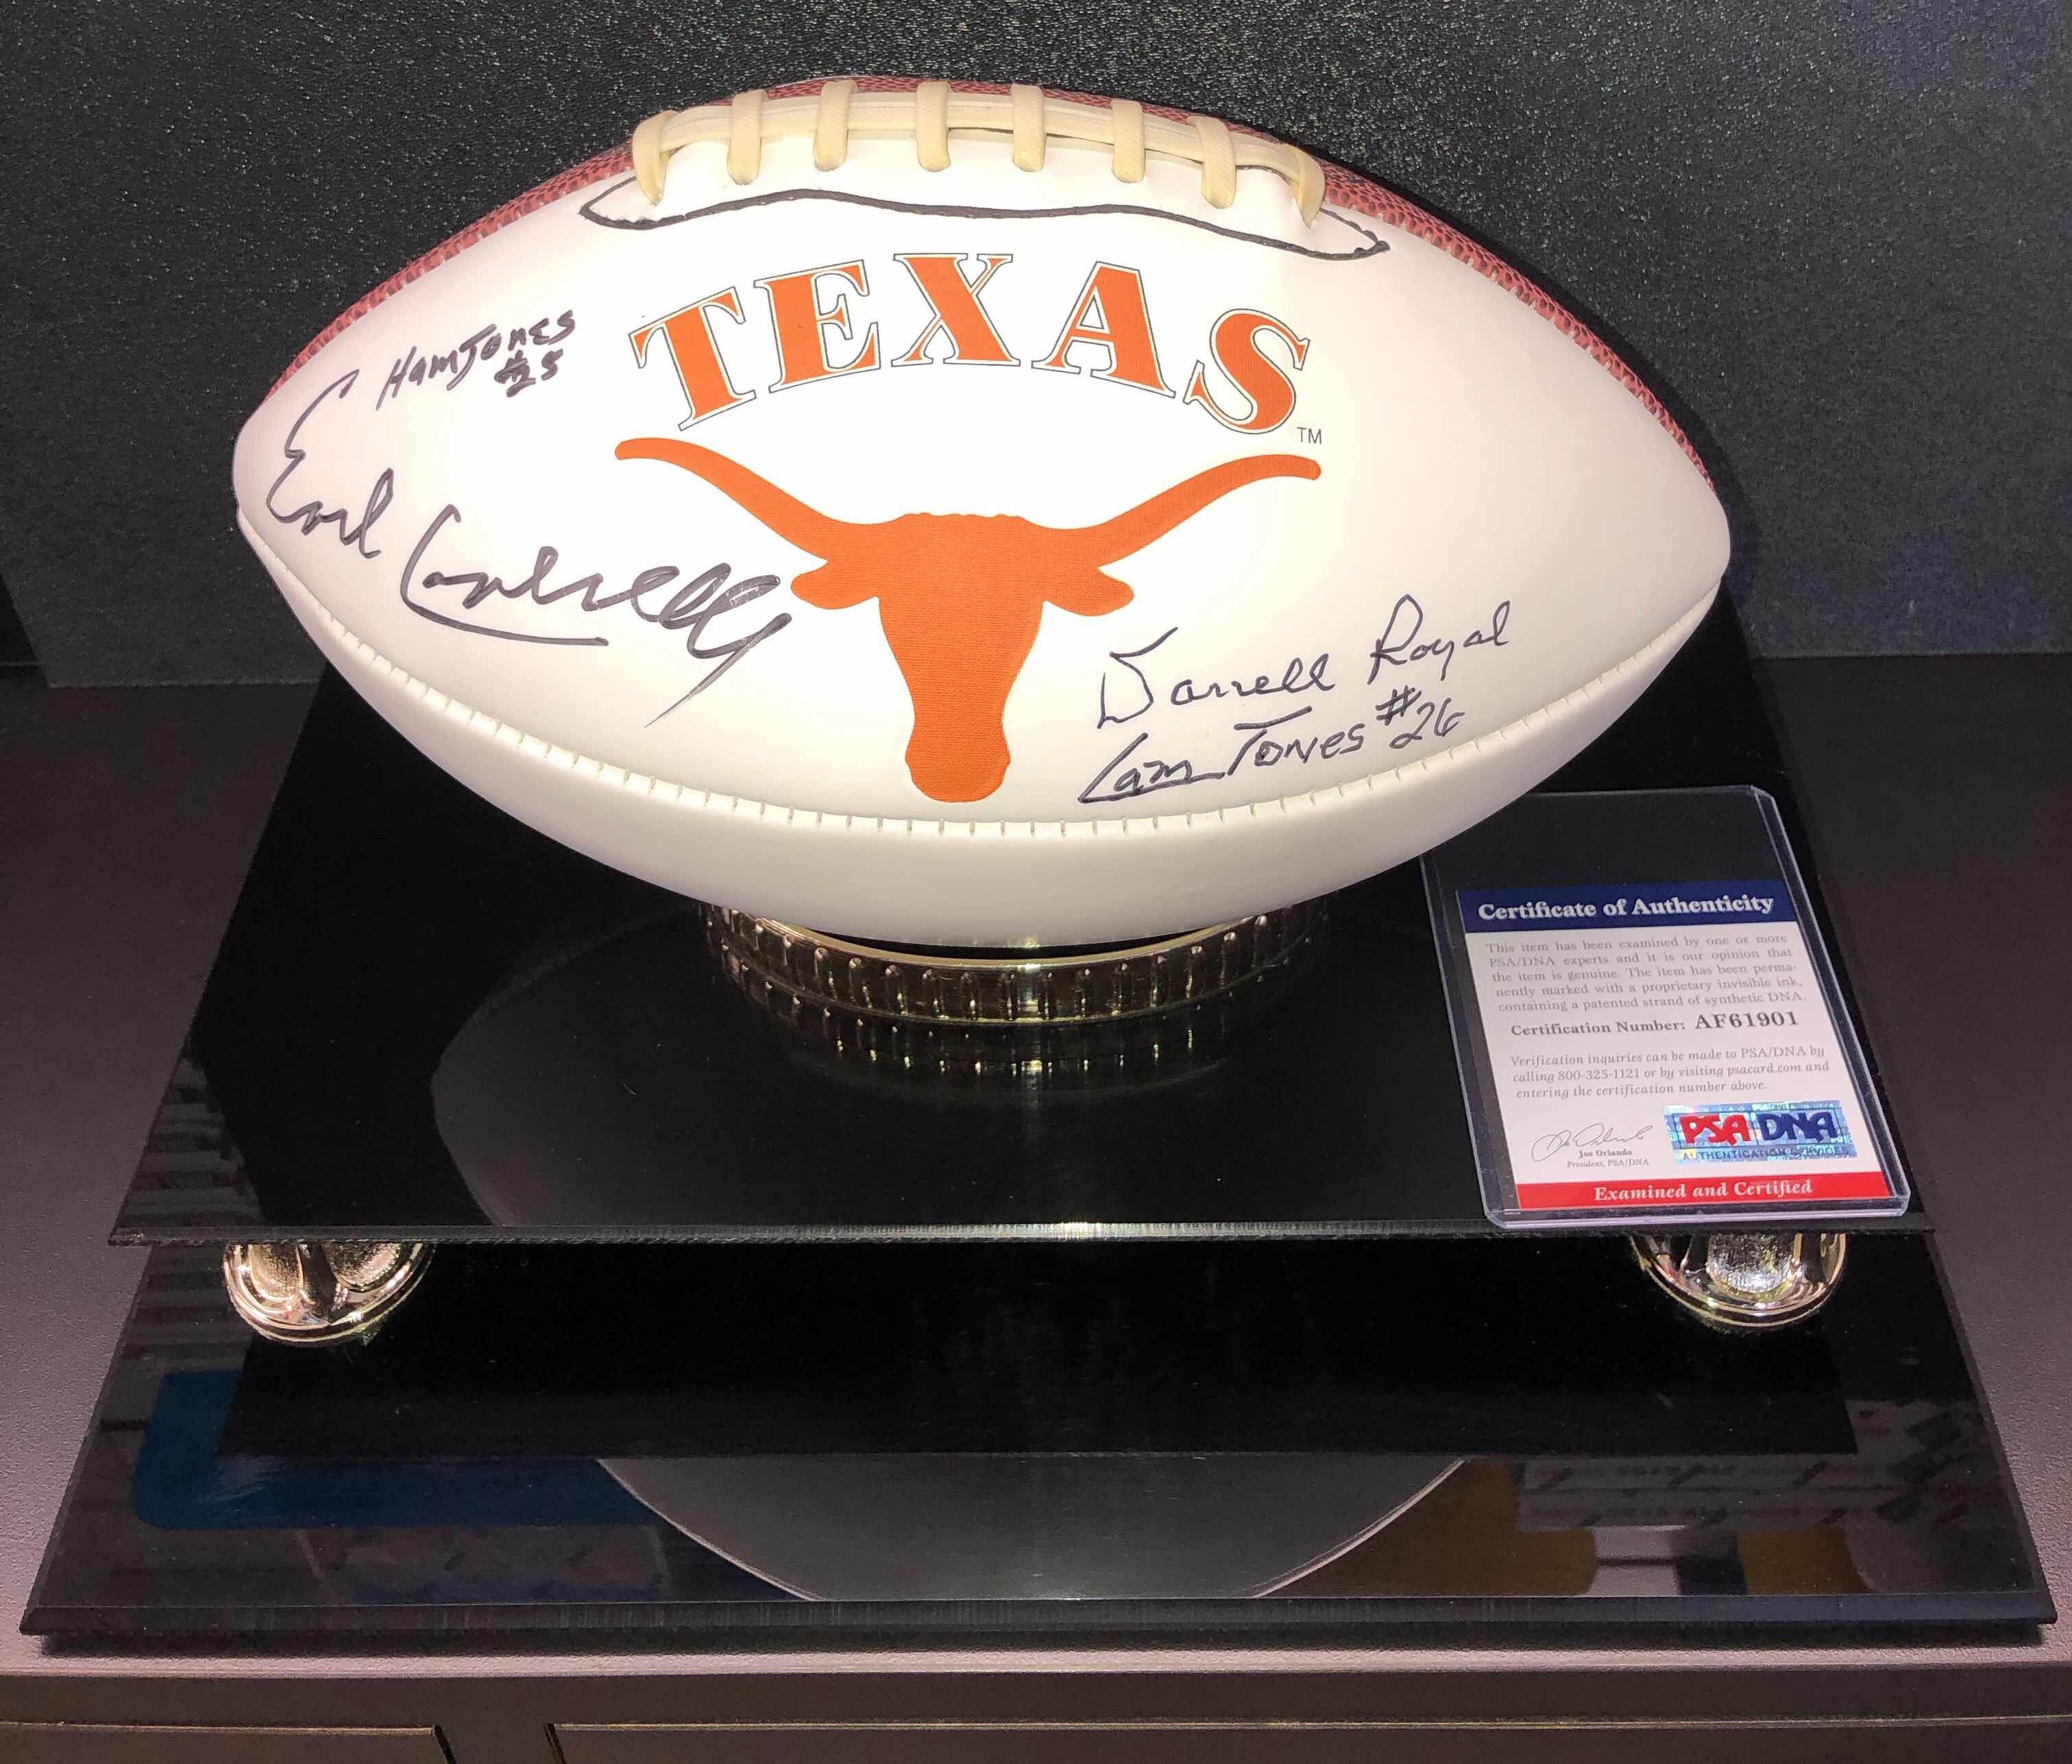 TEXAS
TM
HamJones
#25
Earl Campbell
Darrell Royal
Lam Jones #26
Certificate of Authenticity
This item has been examined by one or more
PSA/DNA experts and it is our opinion that
the item is genuine. The item has been perma-
nently marked with a proprietary invisible ink,
containing a patented strand of synthetic DNA.
Certification Number: AF61901
Verification inquiries can be made to PSA/DNA by
calling 800-325-1121 or by visiting psacard.com and
entering the certification number above.
Joe Orlando
President, PSA/DNA
PSA DNA
AUTHENTICATION SERVICES
Examined and Certified